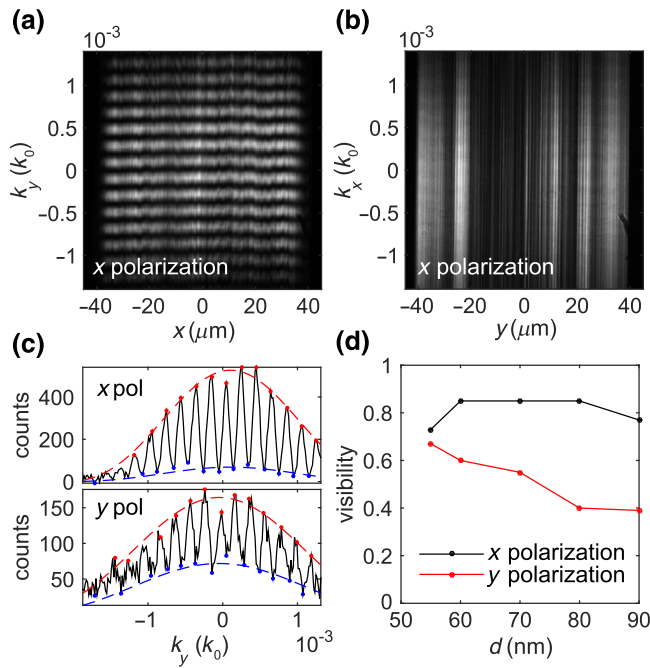 (a)
10⁻³
1
0.5
0
−0.5
−1
k_y (k_0)
x polarization
−40 −20 0 20 40
x (μm)
(b)
10⁻³
1
0.5
0
−0.5
−1
k_x (k_0)
x polarization
−40 −20 0 20 40
y (μm)
(c)
x pol
counts
400
200
0
y pol
counts
150
100
50
−1 0 1
10⁻³
k_y (k_0)
(d)
1
0.8
0.6
0.4
0.2
0
visibility
x polarization
y polarization
50 60 70 80 90
d (nm)